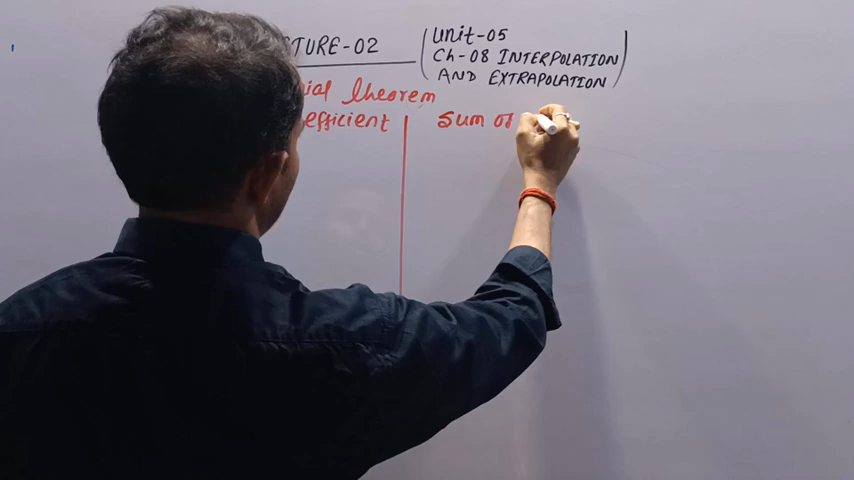 TURE-02
Unit-05
Ch-08 INTERPOLATION
AND EXTRAPOLATION
ial Theorem
efficient
Sum of